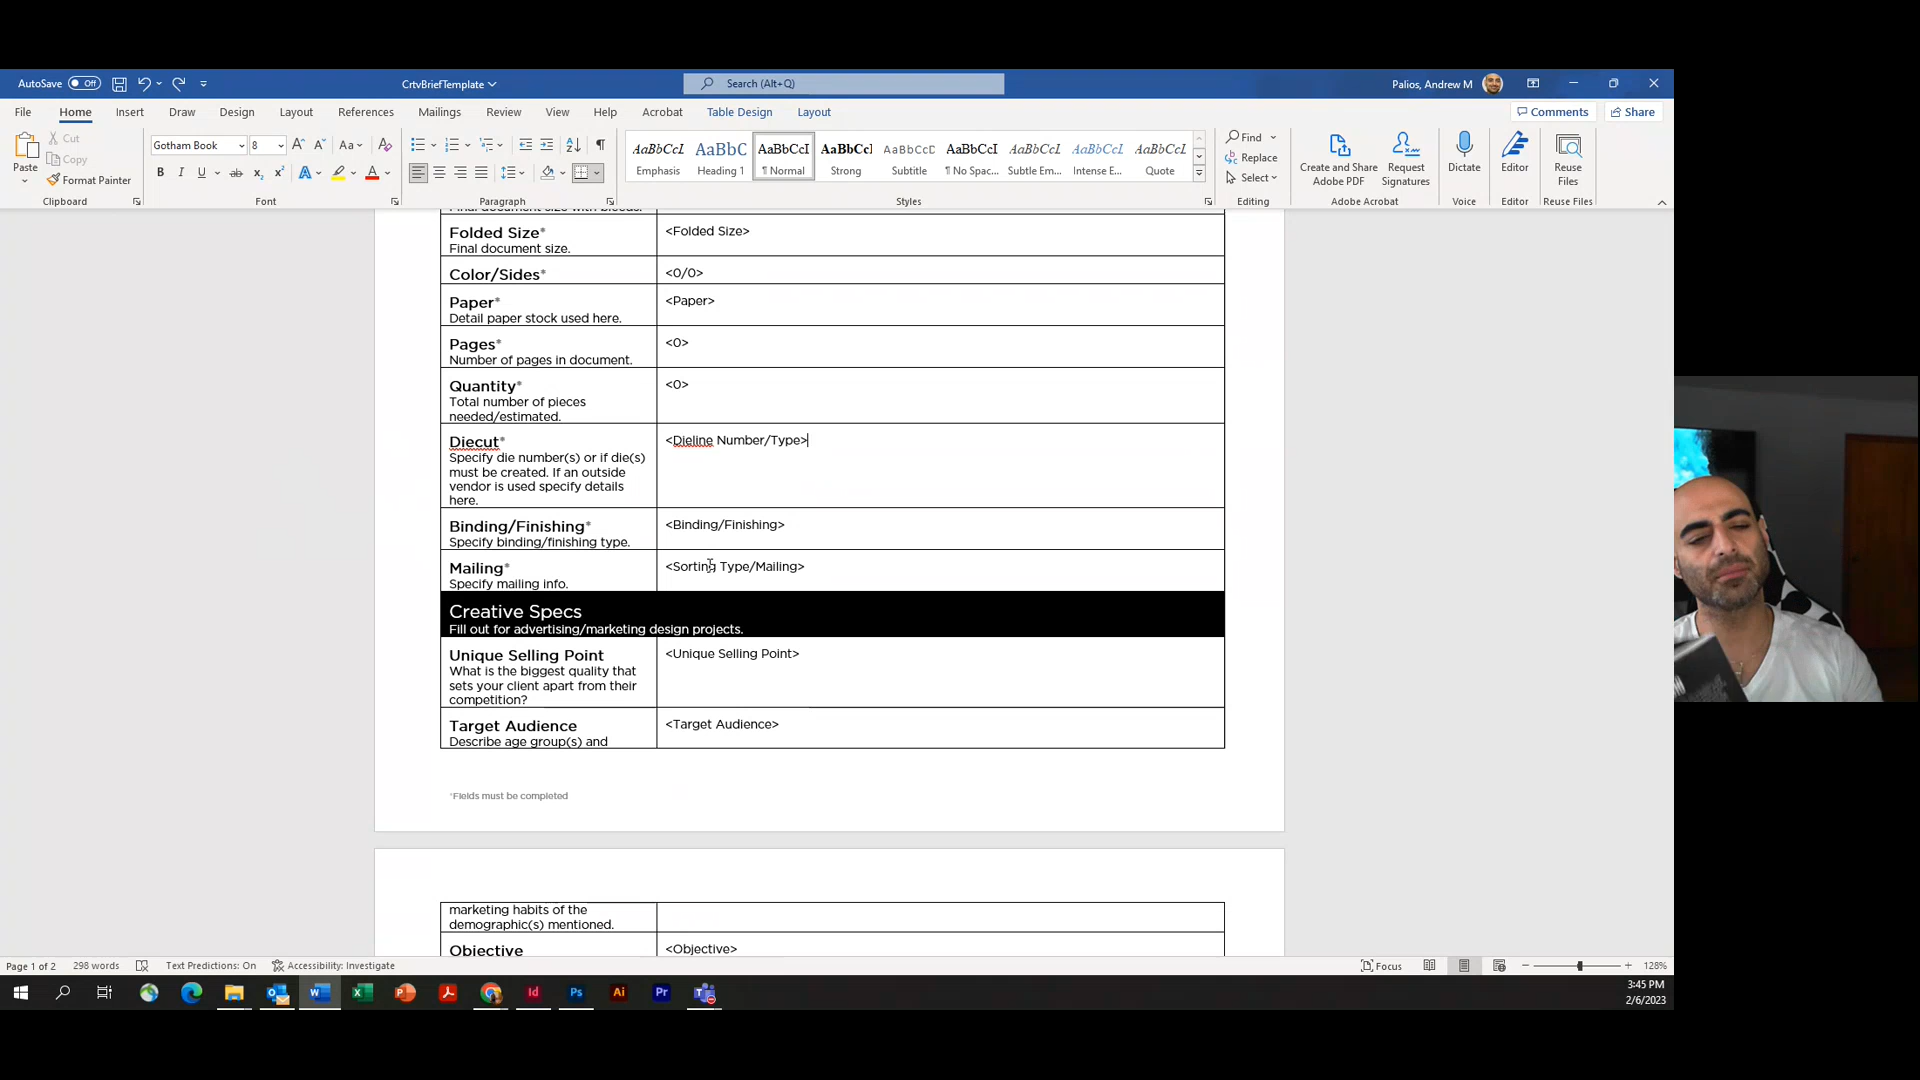 AutoSave Off
CrtvBriefTemplate
Search (Alt+Q)
Palios, Andrew M
File Home Insert Draw Design Layout References Mailings Review View Help Acrobat Table Design Layout
Comments Share
Paste
Cut
Copy
Format Painter
Clipboard
Gotham Book 8
Font
Paragraph
AaBbCcL AaBbC AaBbCcI AaBbCcI AaBbCcI AaBbCcI AaBbCcL AaBbCcL AaBbCcL
Emphasis Heading 1 ¶ Normal Strong Subtitle ¶ No Spac... Subtle Em... Intense E... Quote
Styles
Find
Replace
Select
Editing
Create and Share Adobe PDF
Request Signatures
Adobe Acrobat
Dictate
Voice
Editor
Editor
Reuse Files
Reuse Files
Final document size with bleeds.
Folded Size*
Final document size.
<Folded Size>
Color/Sides*
<0/0>
Paper*
Detail paper stock used here.
<Paper>
Pages*
Number of pages in document.
<0>
Quantity*
Total number of pieces
needed/estimated.
<0>
Diecut*
Specify die number(s) or if die(s)
must be created. If an outside
vendor is used specify details
here.
<Dieline Number/Type>
Binding/Finishing*
Specify binding/finishing type.
<Binding/Finishing>
Mailing*
Specify mailing info.
<Sorting Type/Mailing>
Creative Specs
Fill out for advertising/marketing design projects.
Unique Selling Point
What is the biggest quality that
sets your client apart from their
competition?
<Unique Selling Point>
Target Audience
Describe age group(s) and
<Target Audience>
*Fields must be completed
marketing habits of the
demographic(s) mentioned.
Objective
<Objective>
Page 1 of 2 298 words Text Predictions: On Accessibility: Investigate
Focus 128%
3:45 PM
2/6/2023